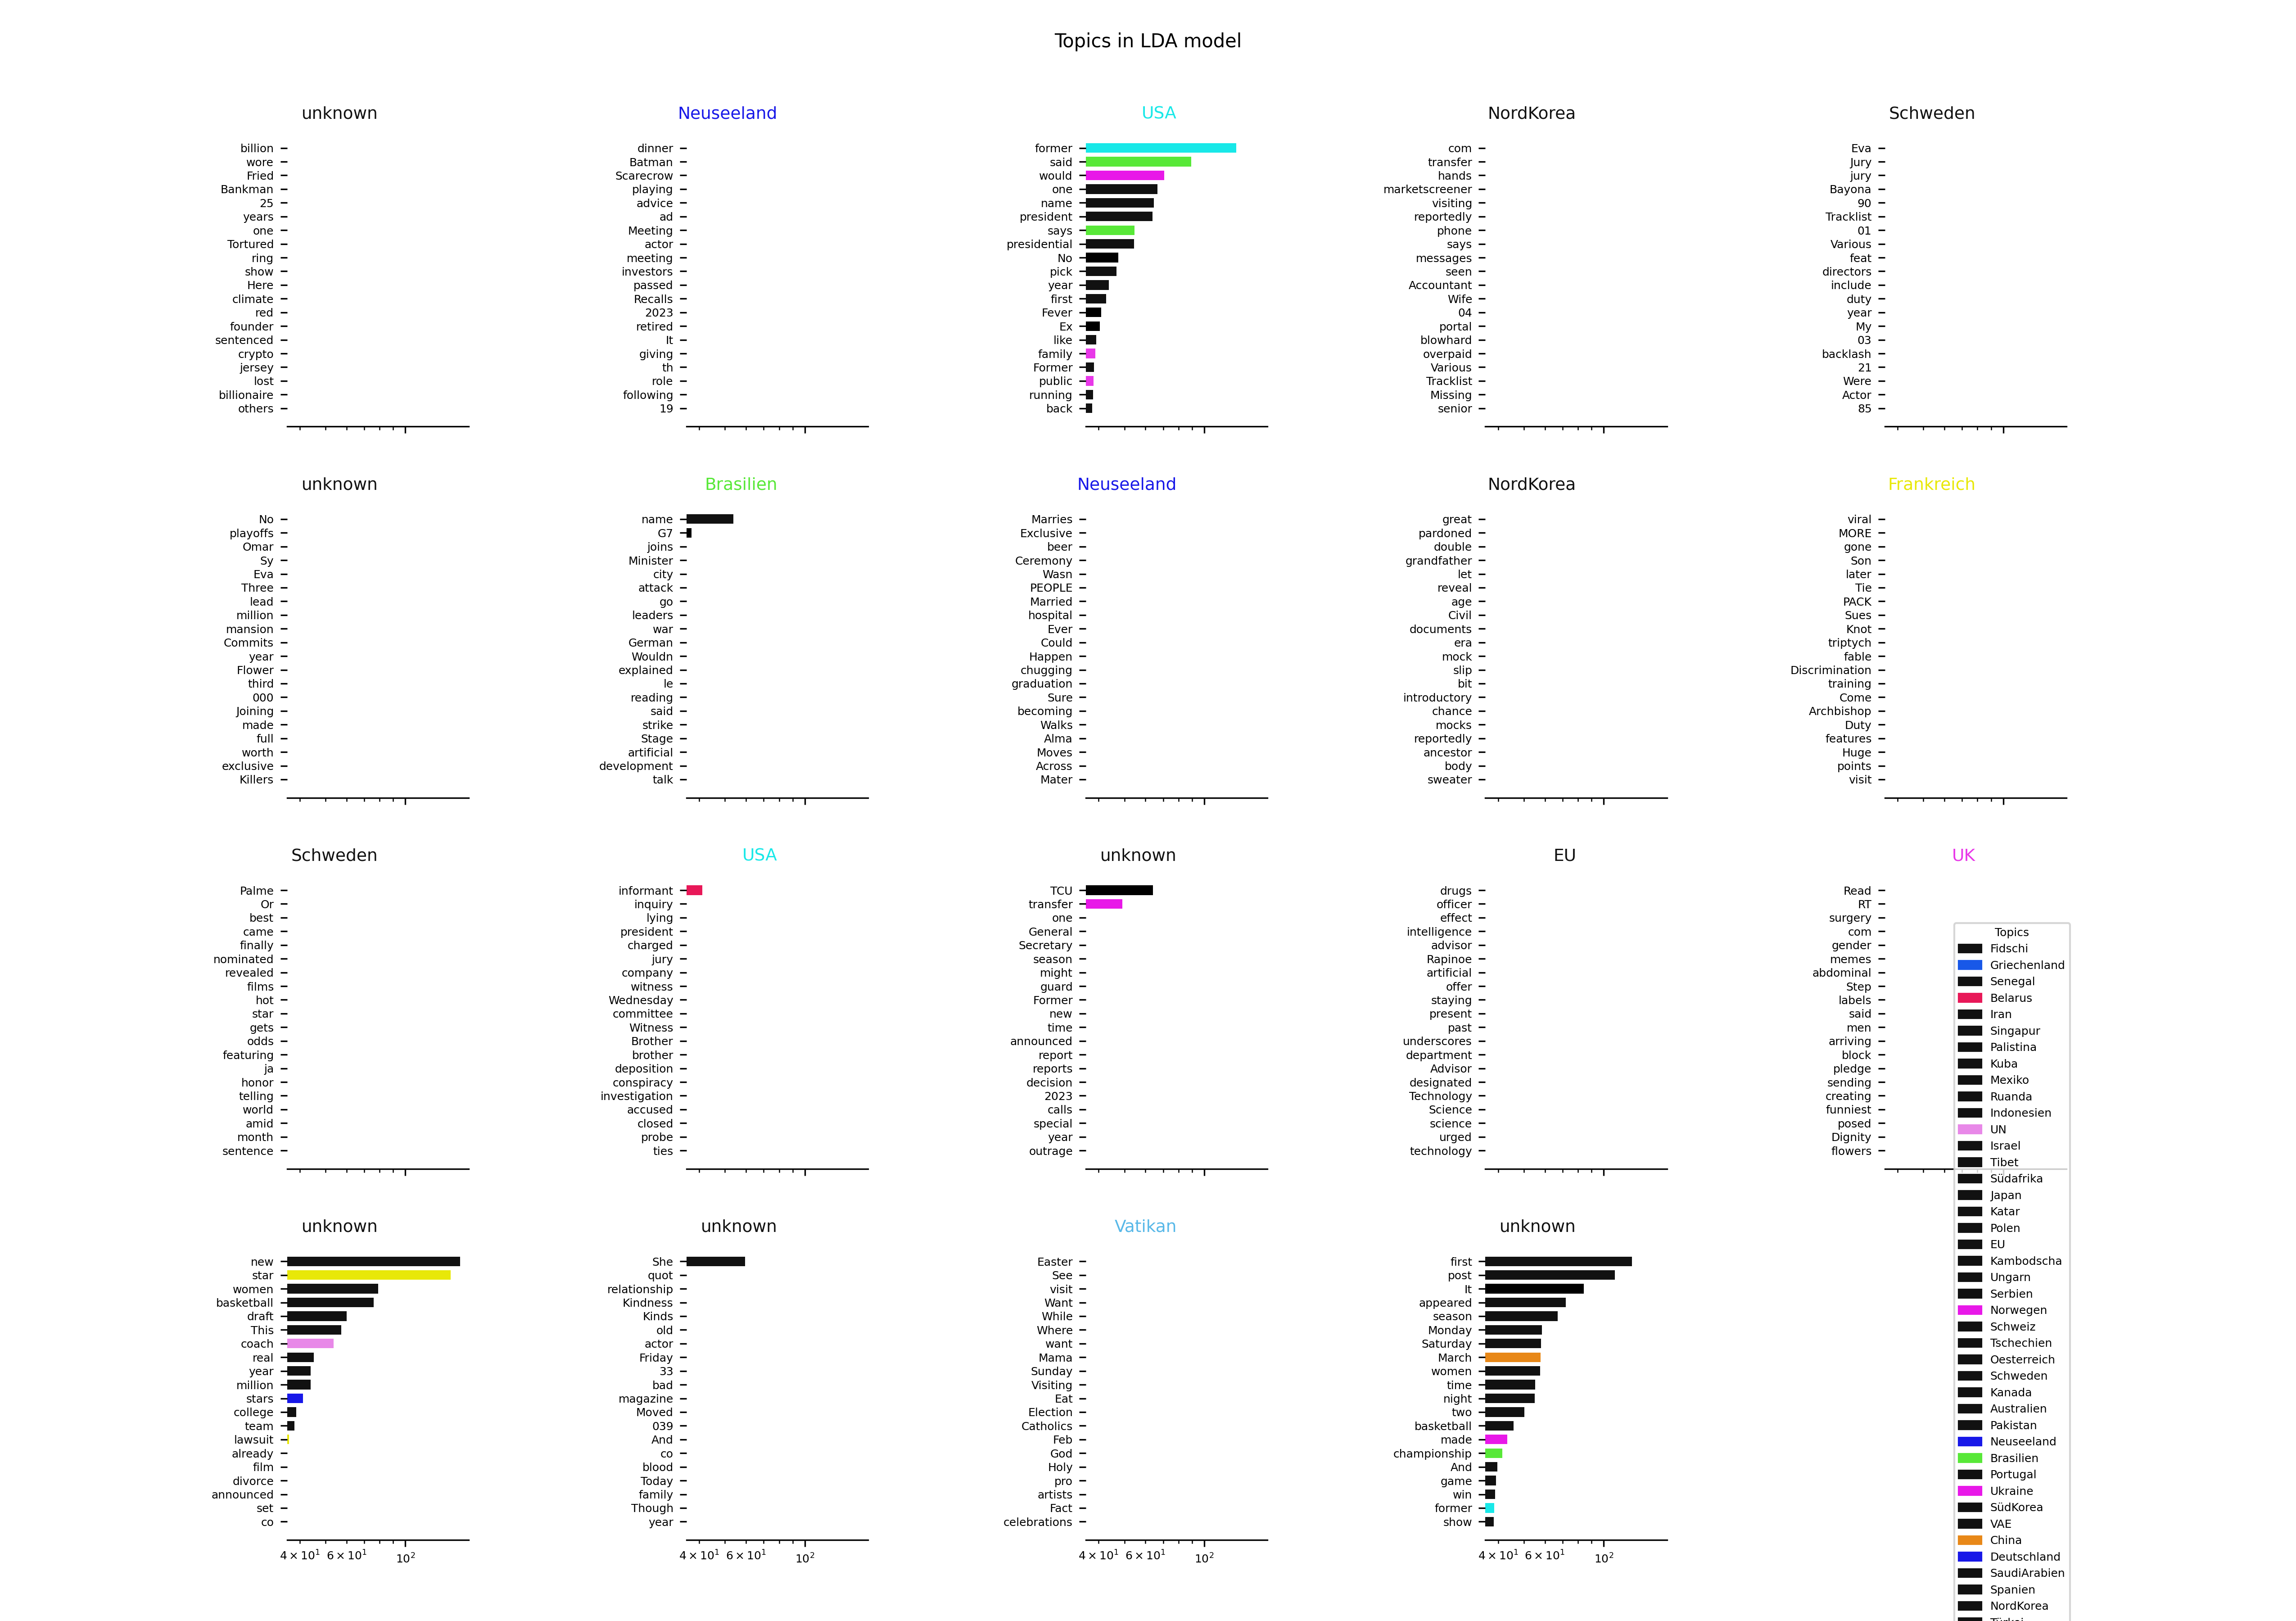 Topics in LDA model
unknown
billion
wore
Fried
Bankman
25
years
one
Tortured
ring
show
Here
climate
red
founder
sentenced
crypto
jersey
lost
billionaire
others
Neuseeland
dinner
Batman
Scarecrow
playing
advice
ad
Meeting
actor
meeting
investors
passed
Recalls
2023
retired
It
giving
th
role
following
19
USA
former
said
would
one
name
president
says
presidential
No
pick
year
first
Fever
Ex
like
family
Former
public
running
back
NordKorea
com
transfer
hands
marketscreener
visiting
reportedly
phone
says
messages
seen
Accountant
Wife
04
portal
blowhard
overpaid
Various
Tracklist
Missing
senior
Schweden
Eva
Jury
jury
Bayona
90
Tracklist
01
Various
feat
directors
include
duty
year
My
03
backlash
21
Were
Actor
85
unknown
No
playoffs
Omar
Sy
Eva
Three
lead
million
mansion
Commits
year
Flower
third
000
Joining
made
full
worth
exclusive
Killers
Brasilien
name
G7
joins
Minister
city
attack
go
leaders
war
German
Wouldn
explained
le
reading
said
strike
Stage
artificial
development
talk
Neuseeland
Marries
Exclusive
beer
Ceremony
Wasn
PEOPLE
Married
hospital
Ever
Could
Happen
chugging
graduation
Sure
becoming
Walks
Alma
Moves
Across
Mater
NordKorea
great
pardoned
double
grandfather
let
reveal
age
Civil
documents
era
mock
slip
bit
introductory
chance
mocks
reportedly
ancestor
body
sweater
Frankreich
viral
MORE
gone
Son
later
Tie
PACK
Sues
Knot
triptych
fable
Discrimination
training
Come
Archbishop
Duty
features
Huge
points
visit
Schweden
Palme
Or
best
came
finally
nominated
revealed
films
hot
star
gets
odds
featuring
ja
honor
telling
world
amid
month
sentence
USA
informant
inquiry
lying
president
charged
jury
company
witness
Wednesday
committee
Witness
Brother
brother
deposition
conspiracy
investigation
accused
closed
probe
ties
unknown
TCU
transfer
one
General
Secretary
season
might
guard
Former
new
time
announced
report
reports
decision
2023
calls
special
year
outrage
EU
drugs
officer
effect
intelligence
advisor
Rapinoe
artificial
offer
staying
present
past
underscores
department
Advisor
designated
Technology
Science
science
urged
technology
UK
Read
RT
surgery
com
gender
memes
abdominal
Step
labels
said
men
arriving
block
pledge
sending
creating
funniest
posed
Dignity
flowers
unknown
new
star
women
basketball
draft
This
coach
real
year
million
stars
college
team
lawsuit
already
film
divorce
announced
set
co
4 × 10¹ 6 × 10¹ 10²
unknown
She
quot
relationship
Kindness
Kinds
old
actor
Friday
33
bad
magazine
Moved
039
And
co
blood
Today
family
Though
year
4 × 10¹ 6 × 10¹ 10²
Vatikan
Easter
See
visit
Want
While
Where
want
Mama
Sunday
Visiting
Eat
Election
Catholics
Feb
God
Holy
pro
artists
Fact
celebrations
4 × 10¹ 6 × 10¹ 10²
unknown
first
post
It
appeared
season
Monday
Saturday
March
women
time
night
two
basketball
made
championship
And
game
win
former
show
4 × 10¹ 6 × 10¹ 10²
Topics
Fidschi
Griechenland
Senegal
Belarus
Iran
Singapur
Palistina
Kuba
Mexiko
Ruanda
Indonesien
UN
Israel
Tibet
Südafrika
Japan
Katar
Polen
EU
Kambodscha
Ungarn
Serbien
Norwegen
Schweiz
Tschechien
Oesterreich
Schweden
Kanada
Australien
Pakistan
Neuseeland
Brasilien
Portugal
Ukraine
SüdKorea
VAE
China
Deutschland
SaudiArabien
Spanien
NordKorea